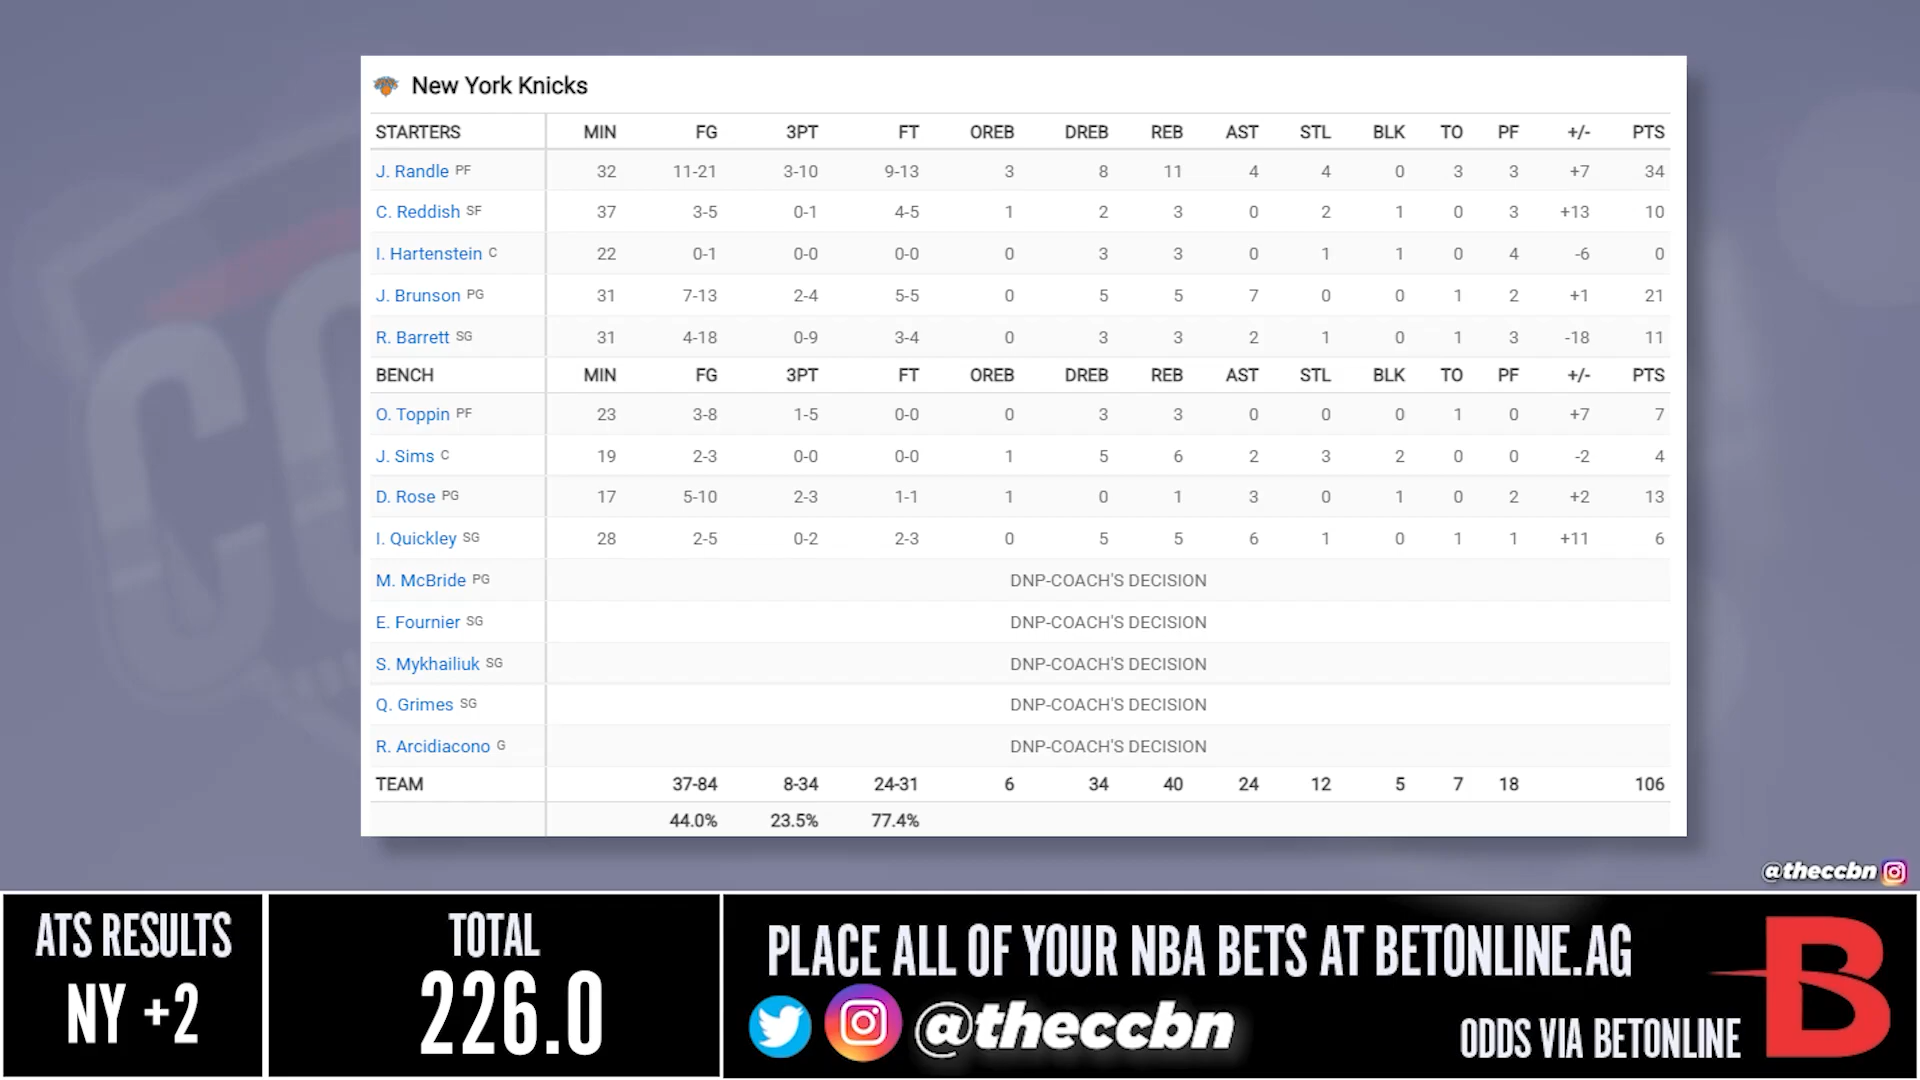 New York Knicks
STARTERS MIN FG 3PT FT OREB DREB REB AST STL BLK TO PF +/- PTS
J. Randle PF 32 11-21 3-10 9-13 3 8 11 4 4 0 3 3 +7 34
C. Reddish SF 37 3-5 0-1 4-5 1 2 3 0 2 1 0 3 +13 10
I. Hartenstein C 22 0-1 0-0 0-0 0 3 3 0 1 1 0 4 -6 0
J. Brunson PG 31 7-13 2-4 5-5 0 5 5 7 0 0 1 2 +1 21
R. Barrett SG 31 4-18 0-9 3-4 0 3 3 2 1 0 1 3 -18 11
BENCH MIN FG 3PT FT OREB DREB REB AST STL BLK TO PF +/- PTS
O. Toppin PF 23 3-8 1-5 0-0 0 3 3 0 0 0 1 0 +7 7
J. Sims C 19 2-3 0-0 0-0 1 5 6 2 3 2 0 0 -2 4
D. Rose PG 17 5-10 2-3 1-1 1 0 1 3 0 1 0 2 +2 13
I. Quickley SG 28 2-5 0-2 2-3 0 5 5 6 1 0 1 1 +11 6
M. McBride PG DNP-COACH'S DECISION
E. Fournier SG DNP-COACH'S DECISION
S. Mykhailiuk SG DNP-COACH'S DECISION
Q. Grimes SG DNP-COACH'S DECISION
R. Arcidiacono G DNP-COACH'S DECISION
TEAM 37-84 8-34 24-31 6 34 40 24 12 5 7 18 106
44.0% 23.5% 77.4%
@theccbn
ATS RESULTS
NY +2
TOTAL
226.0
PLACE ALL OF YOUR NBA BETS AT BETONLINE.AG
@theccbn
ODDS VIA BETONLINE
B